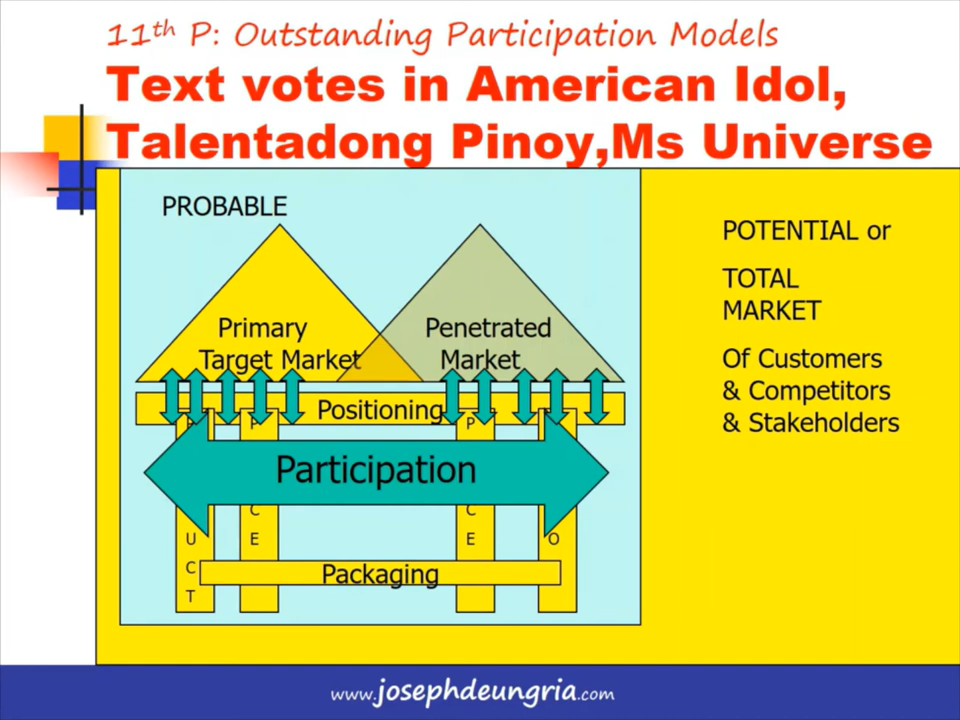 11th P: Outstanding Participation Models
Text votes in American Idol,
Talentadong Pinoy,Ms Universe
PROBABLE
Primary
Target Market
Penetrated
Market
Positioning
Participation
P
P
C
E
C
E
U
C
T
O
Packaging
POTENTIAL or
TOTAL
MARKET
Of Customers
& Competitors
& Stakeholders
www.josephdeungria.com